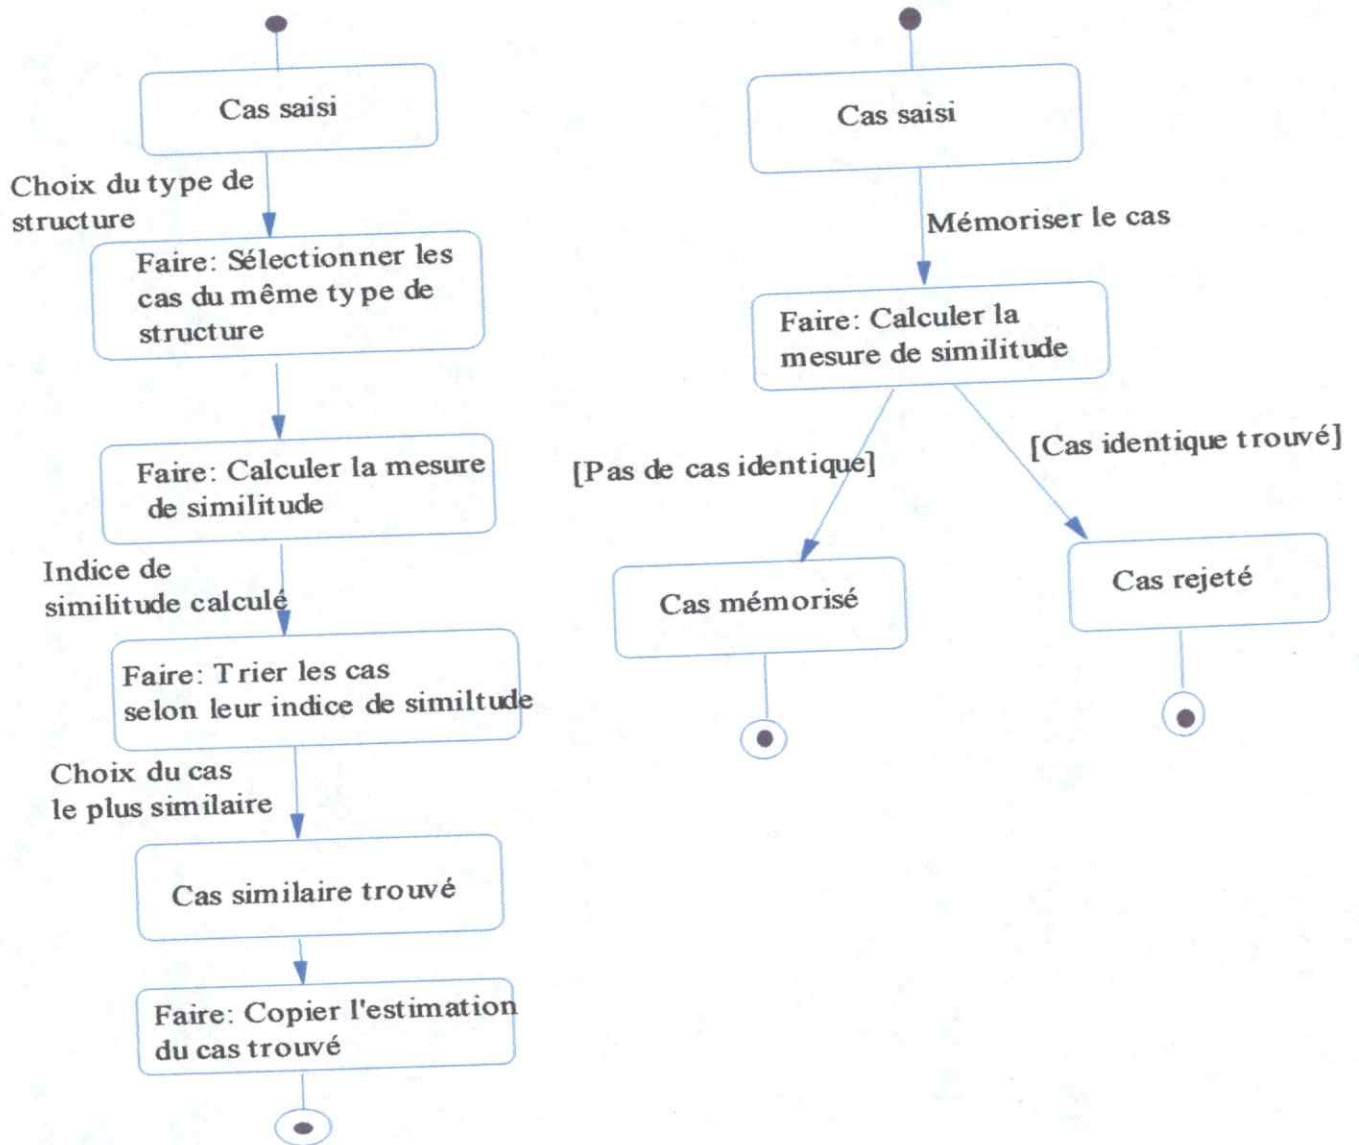 Cas saisi
Choix du type de
structure
Faire: Sélectionner les
cas du même type de
structure
Faire: Calculer la mesure
de similitude
Indice de
similitude calculé
Faire: Trier les cas
selon leur indice de similtude
Choix du cas
le plus similaire
Cas similaire trouvé
Faire: Copier l'estimation
du cas trouvé
Cas saisi
Mémoriser le cas
Faire: Calculer la
mesure de similitude
[Pas de cas identique]
[Cas identique trouvé]
Cas mémorisé
Cas rejeté